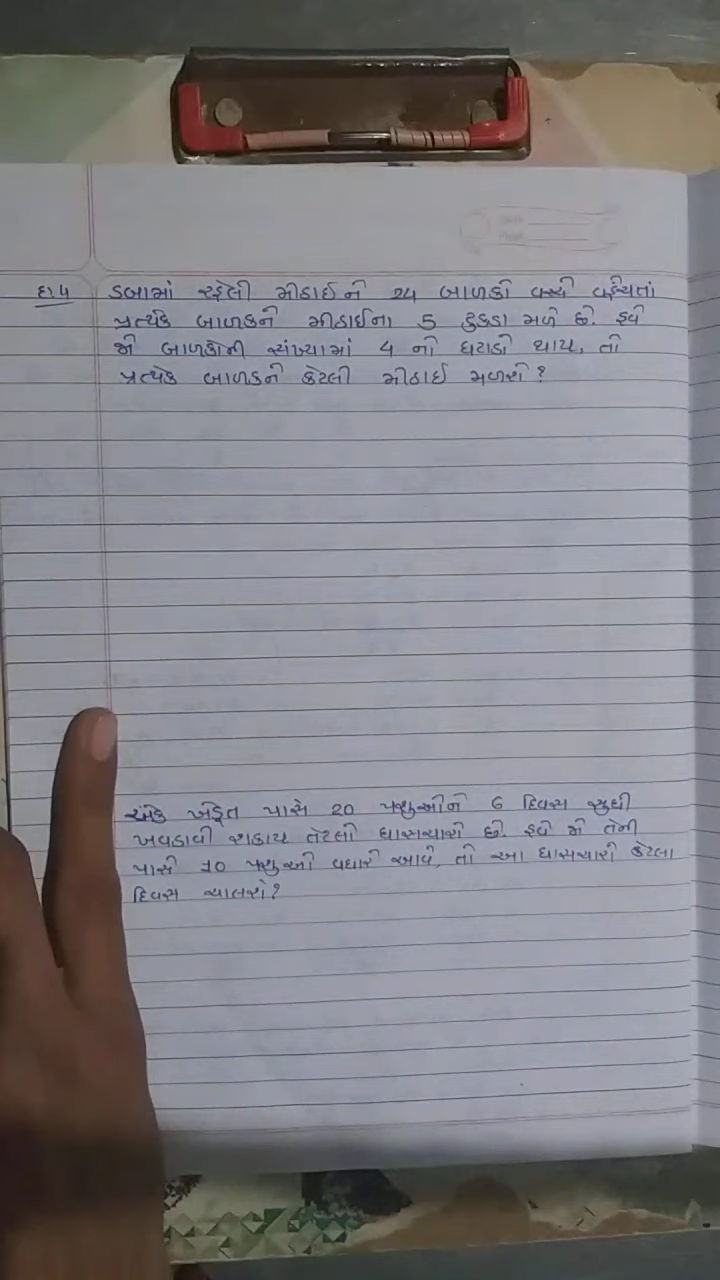 દા.4 ડબામાં રહેલી મીઠાઈને 24 બાળકો વચ્ચે વહેંચતાં
પ્રત્યેક બાળકને મીઠાઈના 5 ટુકડા મળે છે. હવે
જો બાળકોની સંખ્યામાં 4 નો ઘટાડો થાય, તો
પ્રત્યેક બાળકને કેટલી મીઠાઈ મળશે?
એક ખેડૂત પાસે 20 પશુઓને 6 દિવસ સુધી
ખવડાવી શકાય તેટલો ઘાસચારો છે. હવે જો તેની
પાસે 10 પશુઓ વધારે આવે, તો આ ઘાસચારો કેટલા
દિવસ ચાલશે?